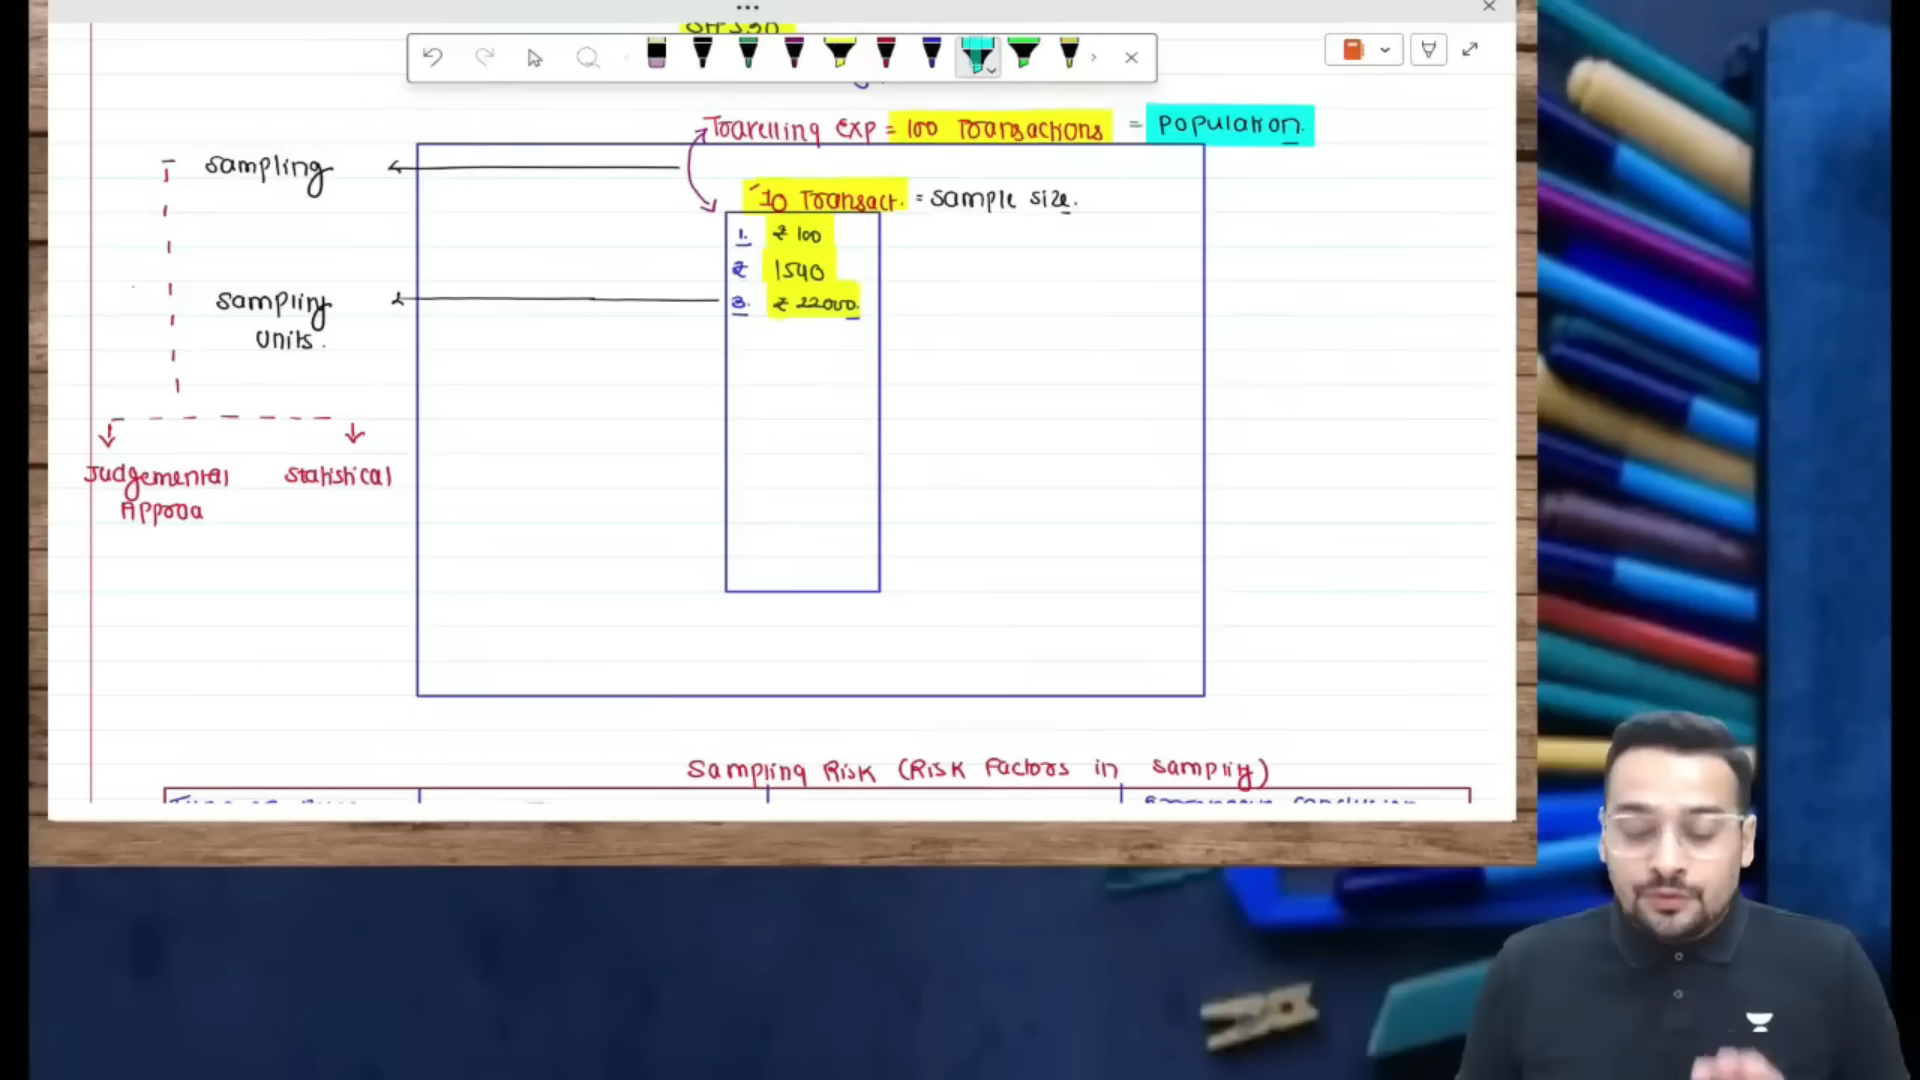 Travelling Exp = 100 Transactions = Population.
Sampling
10 Transact. = Sample size.
1. ₹ 100
2 1540
3. ₹ 22000.
Sampling
Units.
Judgemental Statistical
Approa
Sampling Risk (Risk Factors in sampling)